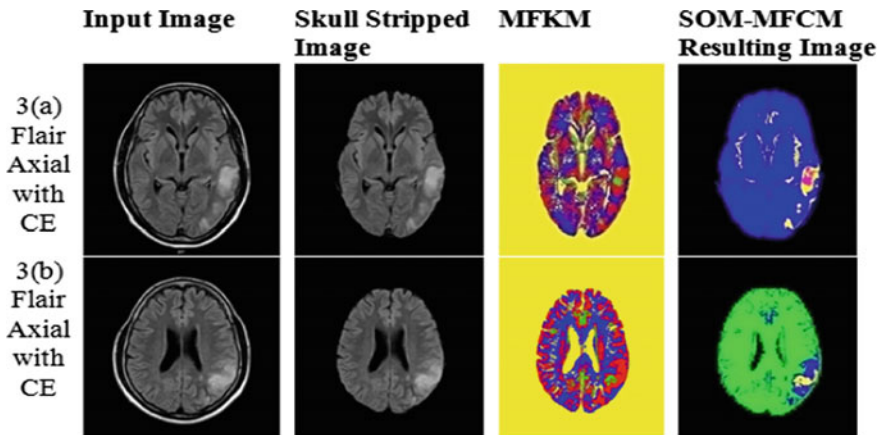 Input Image
Skull Stripped
Image
MFKM
SOM-MFCM
Resulting Image
3(a)
Flair
Axial
with
CE
3(b)
Flair
Axial
with
CE